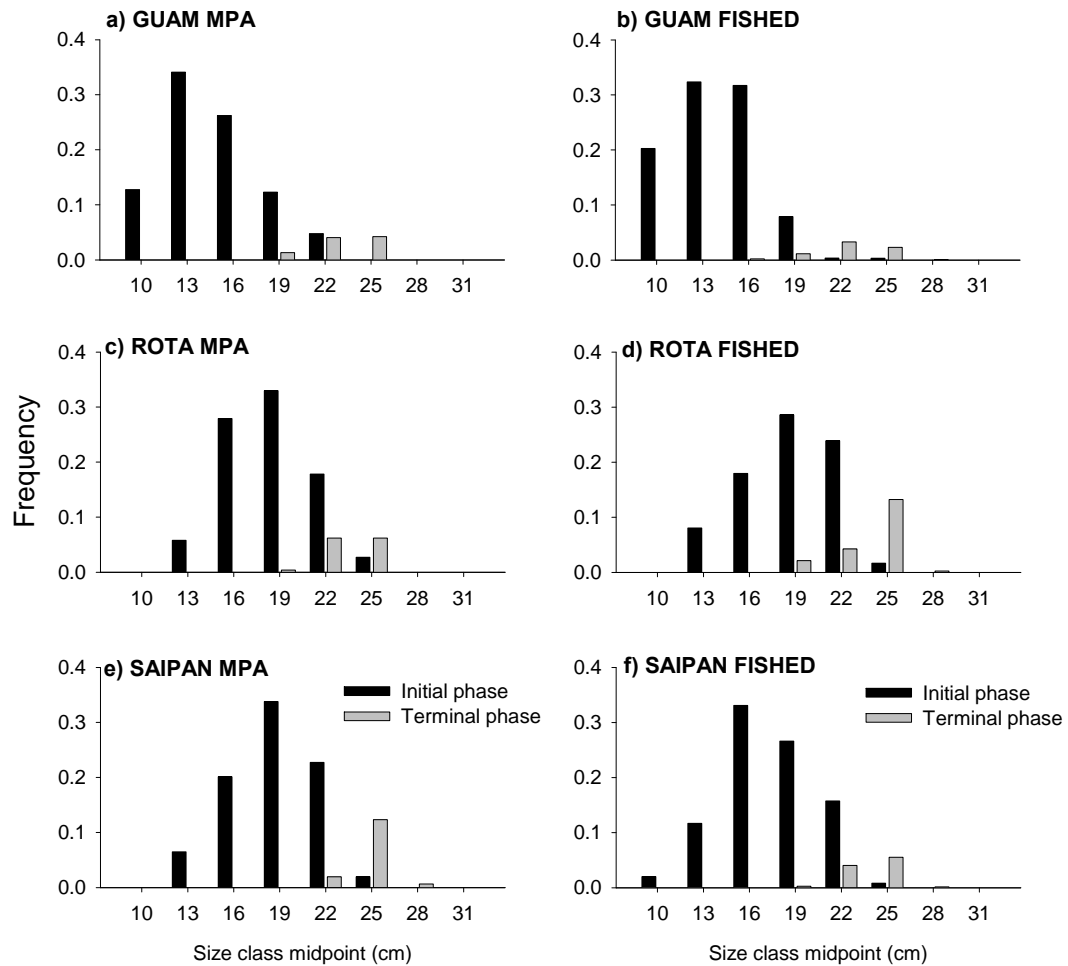 a) GUAM MPA
0.4
0.3
0.2
0.1
0.0
10 13 16 19 22 25 28 31
b) GUAM FISHED
0.4
0.3
0.2
0.1
0.0
10 13 16 19 22 25 28 31
Frequency
c) ROTA MPA
0.4
0.3
0.2
0.1
0.0
10 13 16 19 22 25 28 31
d) ROTA FISHED
0.4
0.3
0.2
0.1
0.0
10 13 16 19 22 25 28 31
e) SAIPAN MPA
0.4
Initial phase
Terminal phase
0.3
0.2
0.1
0.0
10 13 16 19 22 25 28 31
Size class midpoint (cm)
f) SAIPAN FISHED
0.4
Initial phase
Terminal phase
0.3
0.2
0.1
0.0
10 13 16 19 22 25 28 31
Size class midpoint (cm)